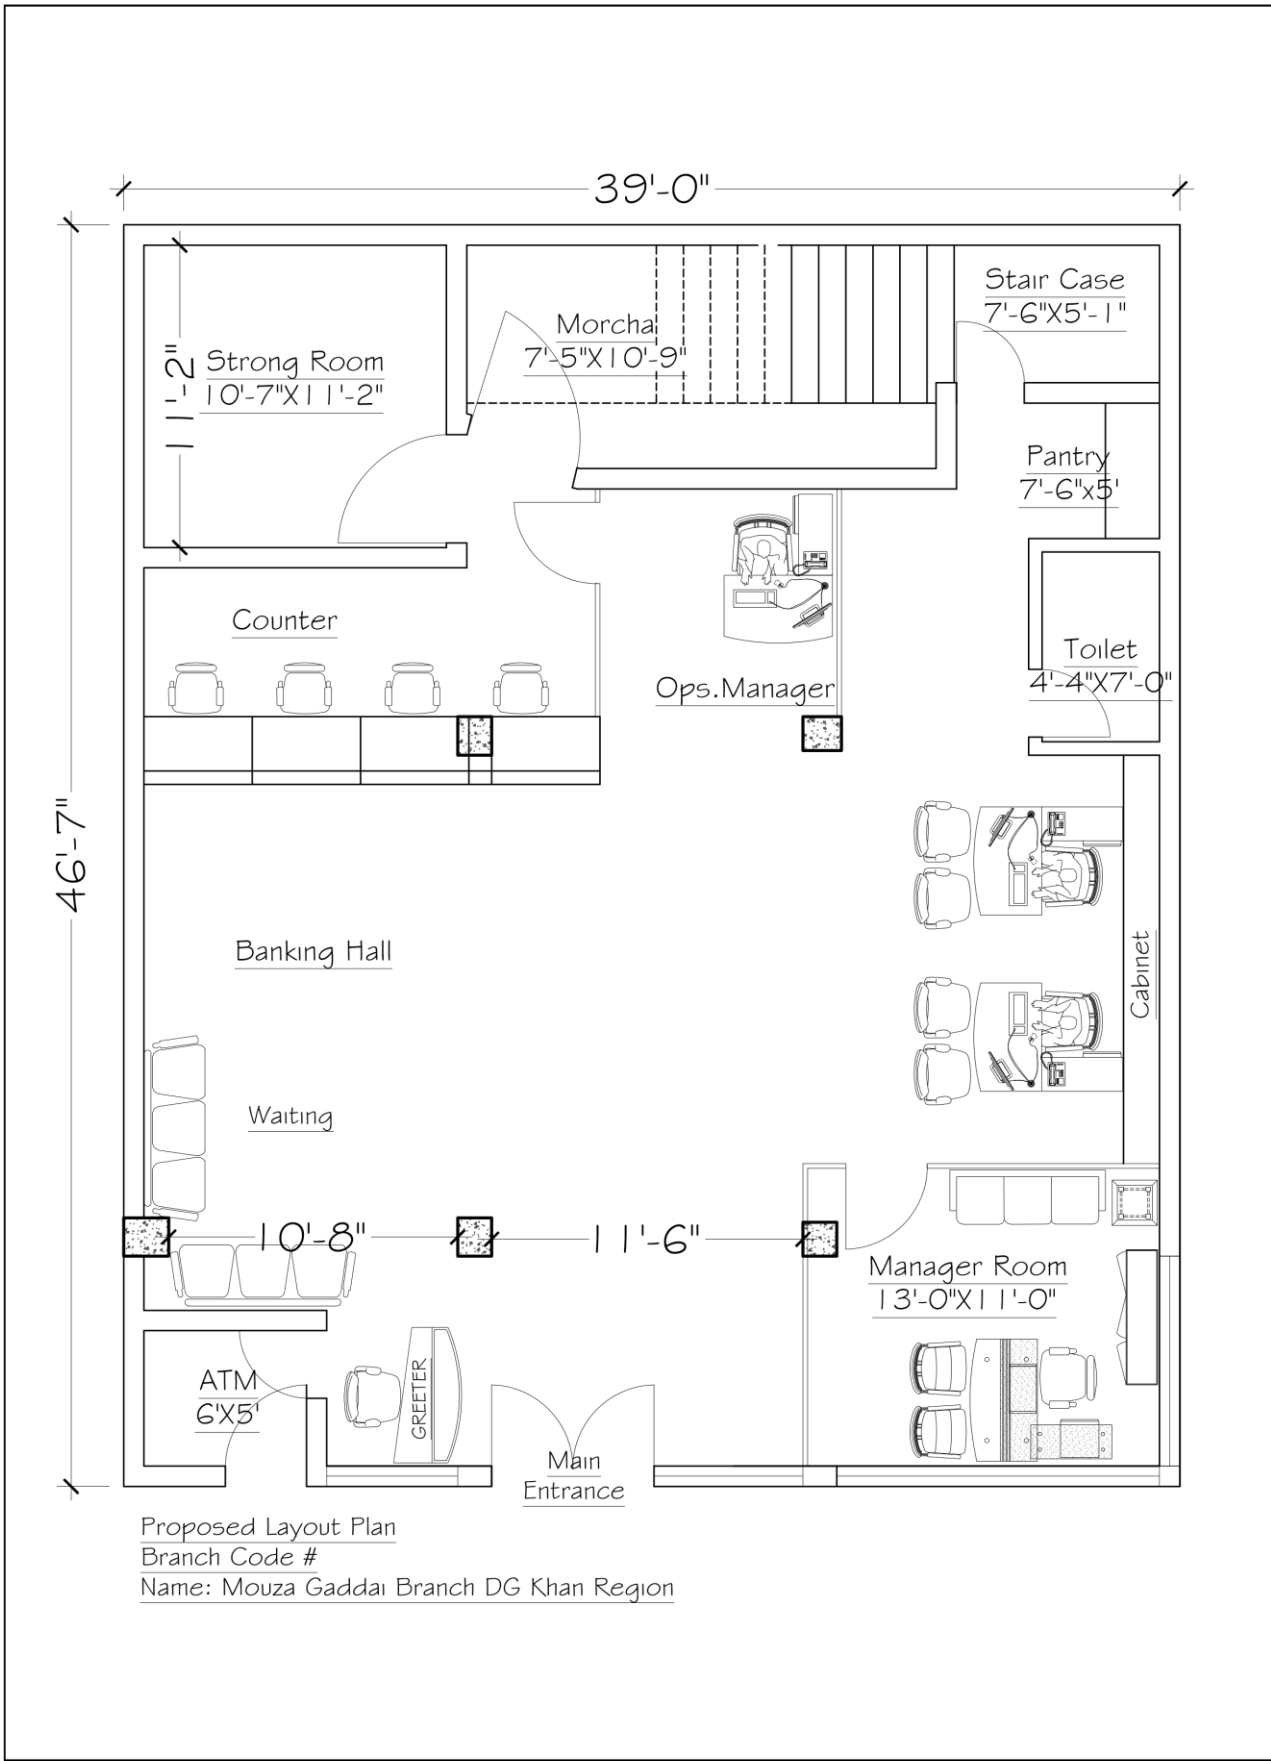 39'-0"
Stair Case
7'-6"X5'-1"
Morcha
7'-5"X10'-9"
11'-2"
Strong Room
10'-7"X11'-2"
Pantry
7'-6"x5'
Counter
Toilet
4'-4"X7'-0"
Ops.Manager
46'-7"
Banking Hall
Cabinet
Waiting
10'-8"
11'-6"
Manager Room
13'-0"X11'-0"
ATM
6'X5'
GREETER
Main
Entrance
Proposed Layout Plan
Branch Code #
Name: Mouza Gaddai Branch DG Khan Region